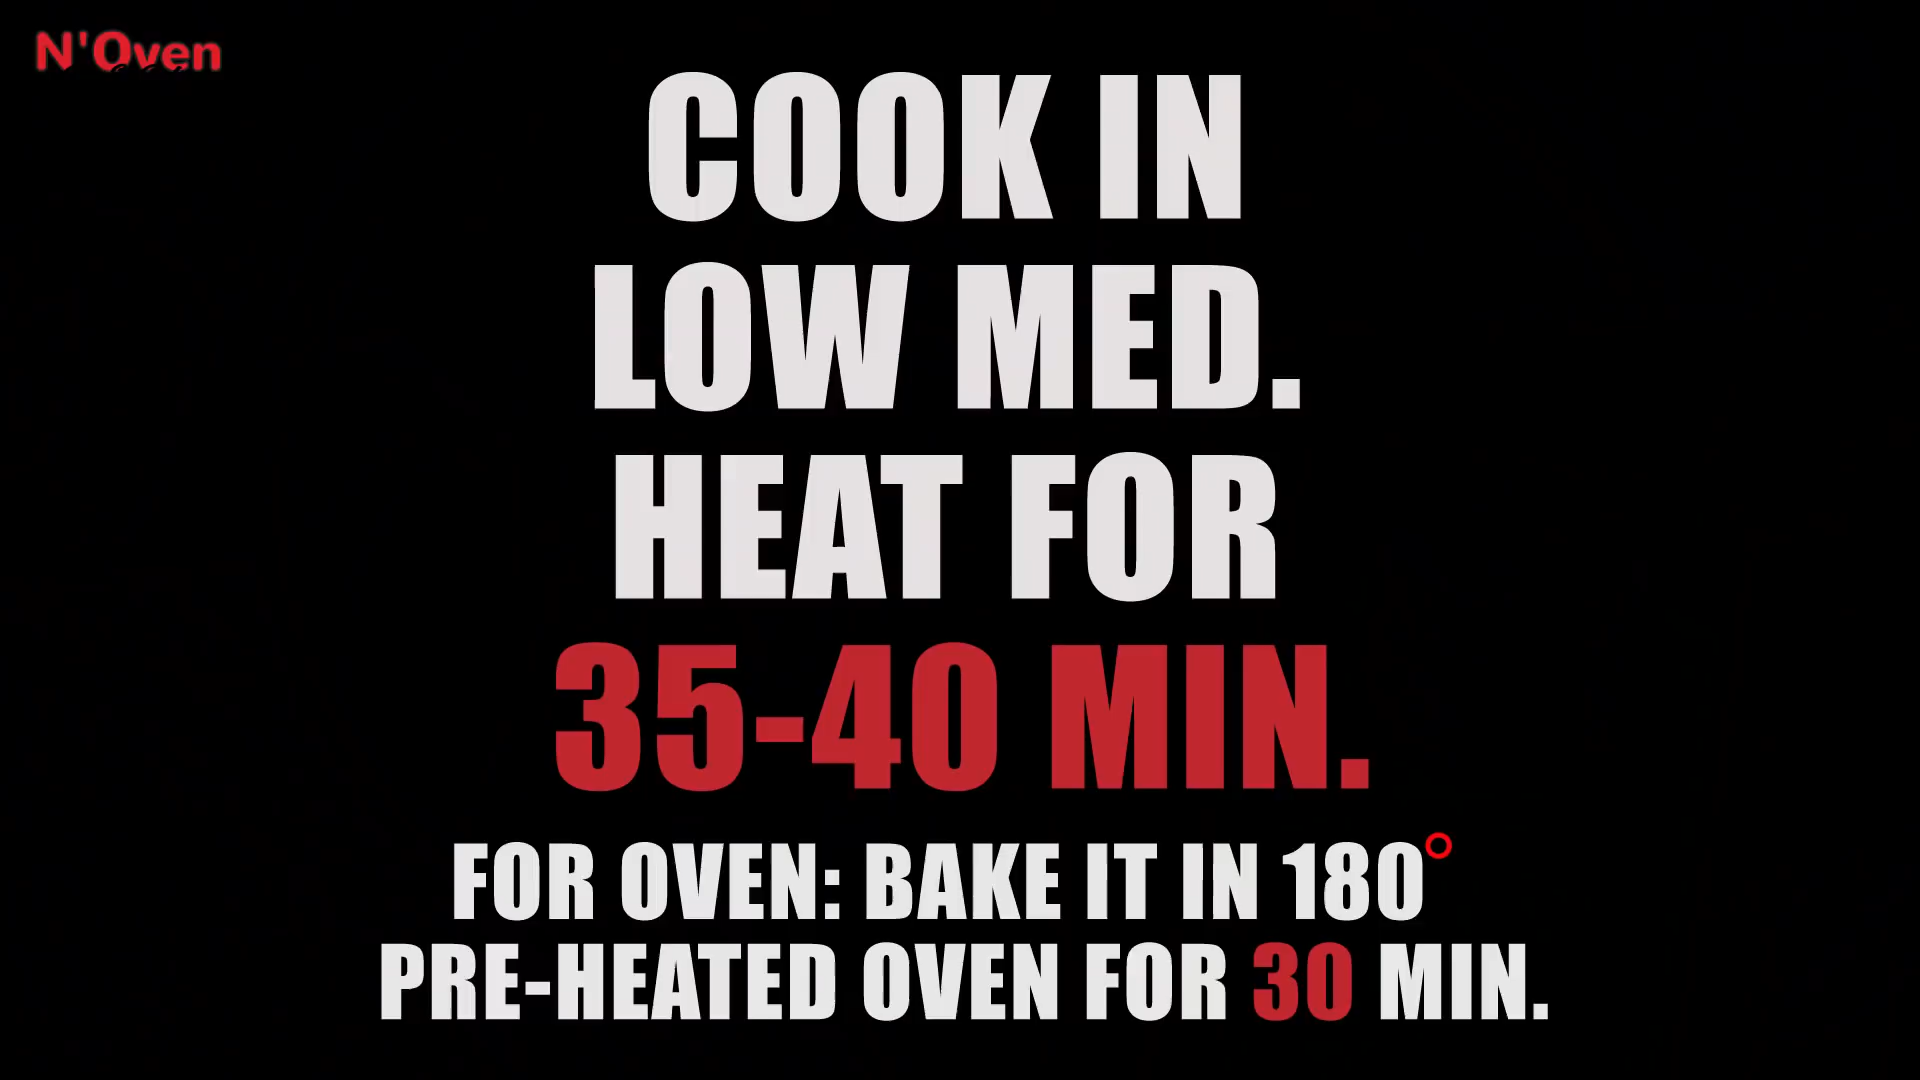 N'Oven
COOK IN
LOW MED.
HEAT FOR
35-40 MIN.
FOR OVEN: BAKE IT IN 180°
PRE-HEATED OVEN FOR 30 MIN.